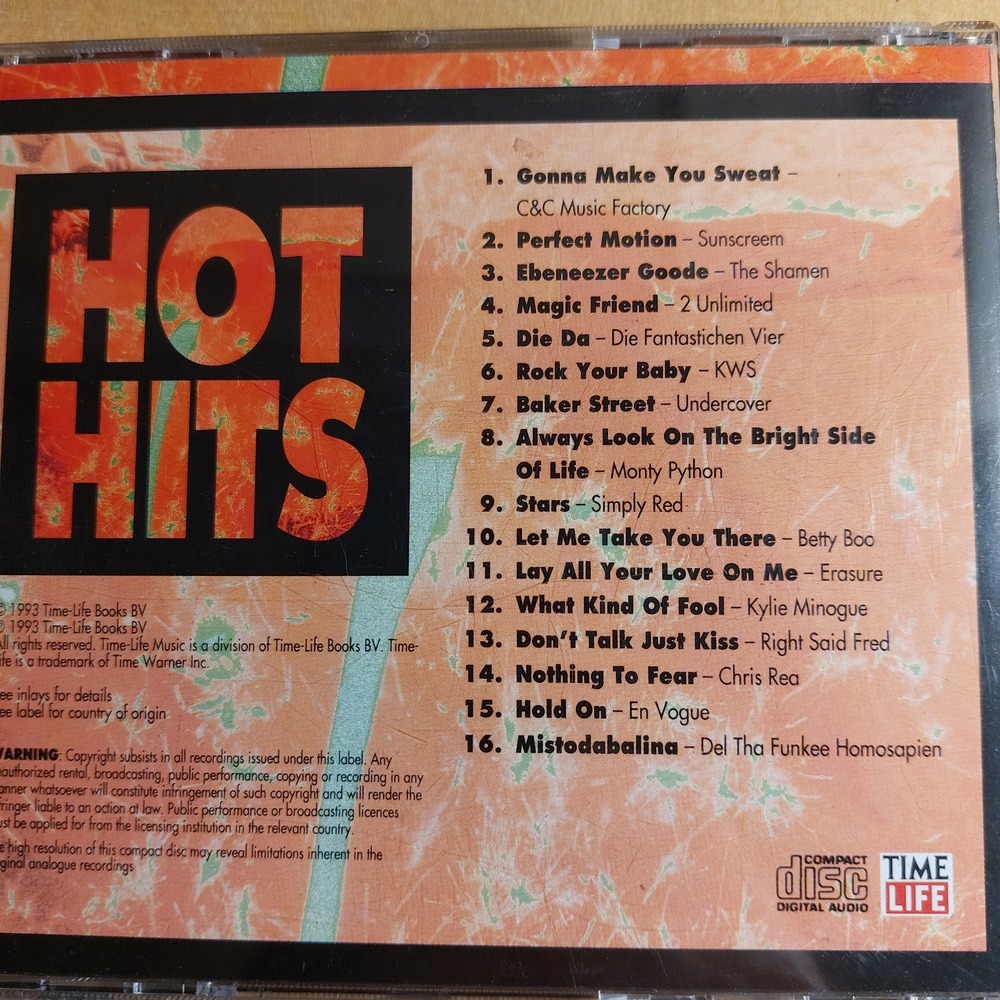 HOT
HITS
1. Gonna Make You Sweat –
C&C Music Factory
2. Perfect Motion – Sunscreem
3. Ebeneezer Goode – The Shamen
4. Magic Friend – 2 Unlimited
5. Die Da – Die Fantastichen Vier
6. Rock Your Baby – KWS
7. Baker Street – Undercover
8. Always Look On The Bright Side
Of Life – Monty Python
9. Stars – Simply Red
10. Let Me Take You There – Betty Boo
11. Lay All Your Love On Me – Erasure
12. What Kind Of Fool – Kylie Minogue
13. Don't Talk Just Kiss – Right Said Fred
14. Nothing To Fear – Chris Rea
15. Hold On – En Vogue
16. Mistodabalina – Del Tha Funkee Homosapien
1993 Time-Life Books BV
© 1993 Time-Life Books BV
All rights reserved. Time-Life Music is a division of Time-Life Books BV. Time-
ife is a trademark of Time Warner Inc.
ee inlays for details
ee label for country of origin
WARNING: Copyright subsists in all recordings issued under this label. Any
nauthorized rental, broadcasting, public performance, copying or recording in any
anner whatsoever will constitute infringement of such copyright and will render the
fringer liable to an action at law. Public performance or broadcasting licences
ust be applied for from the licensing institution in the relevant country.
e high resolution of this compact disc may reveal limitations inherent in the
iginal analogue recordings
COMPACT
disc
DIGITAL AUDIO
TIME
LIFE